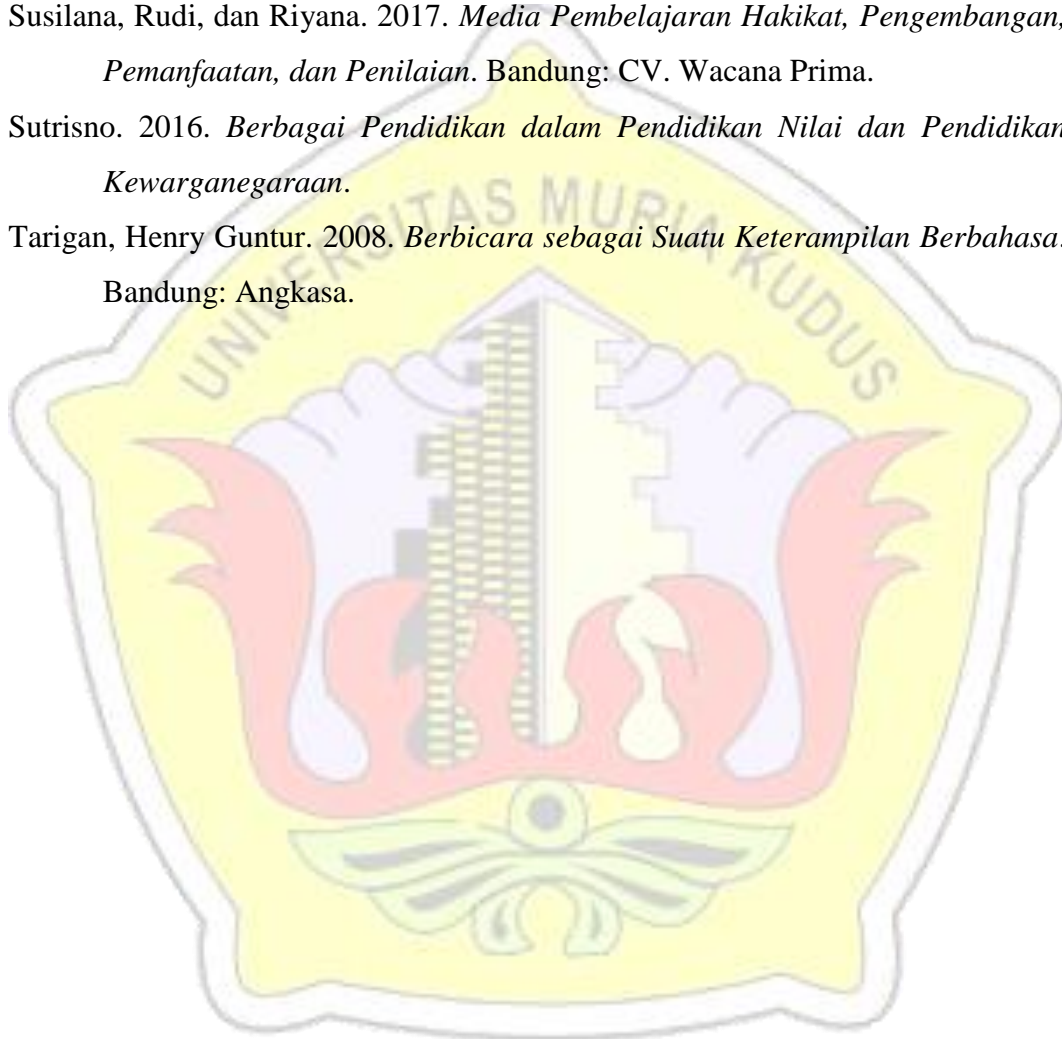 Susilana, Rudi, dan Riyana. 2017. Media Pembelajaran Hakikat, Pengembangan,
Pemanfaatan, dan Penilaian. Bandung: CV. Wacana Prima.
Sutrisno. 2016. Berbagai Pendidikan dalam Pendidikan Nilai dan Pendidikan
Kewarganegaraan.
Tarigan, Henry Guntur. 2008. Berbicara sebagai Suatu Keterampilan Berbahasa.
Bandung: Angkasa.
UNIVERSITAS MURIA KUDUS